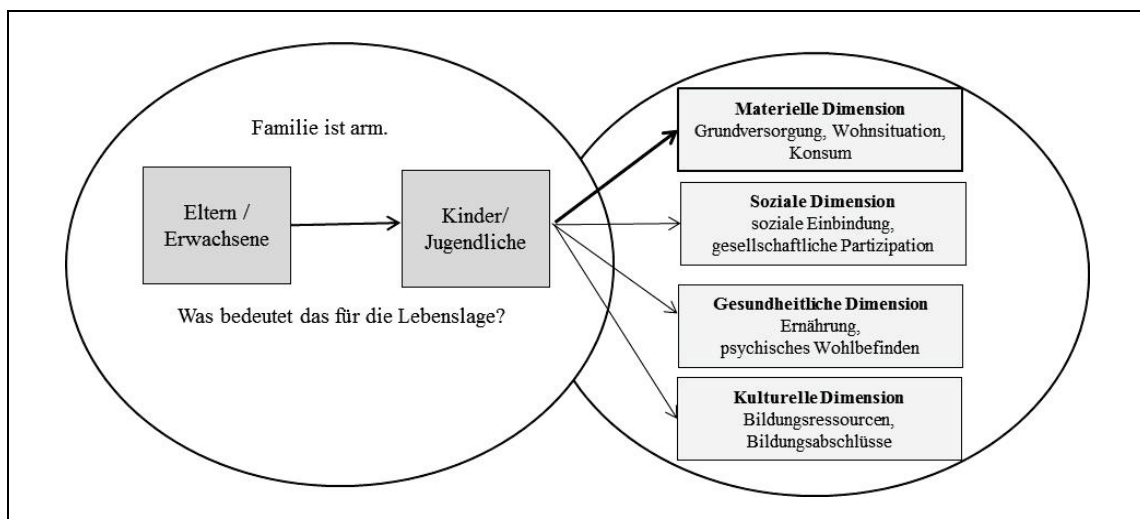 Familie ist arm.
Eltern /
Erwachsene
Kinder/
Jugendliche
Was bedeutet das für die Lebenslage?
Materielle Dimension
Grundversorgung, Wohnsituation,
Konsum
Soziale Dimension
soziale Einbindung,
gesellschaftliche Partizipation
Gesundheitliche Dimension
Ernährung,
psychisches Wohlbefinden
Kulturelle Dimension
Bildungsressourcen,
Bildungsabschlüsse